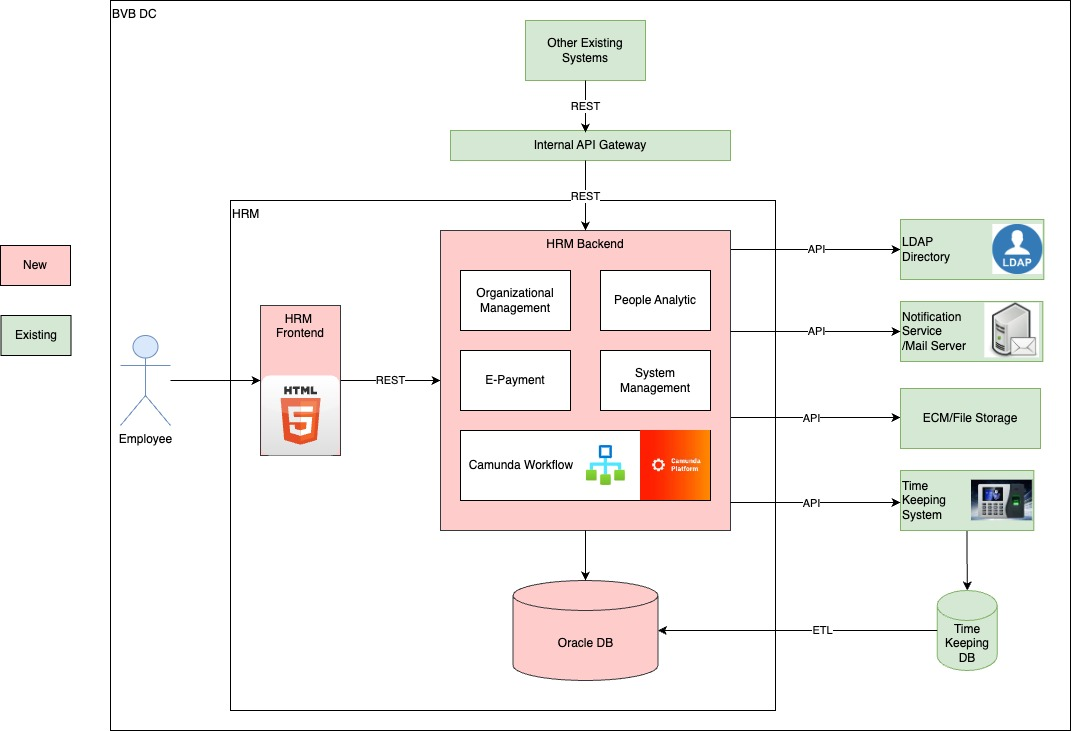 BVB DC
Other Existing
Systems
REST
Internal API Gateway
REST
HRM
HRM Backend
New
Existing
Employee
HRM
Frontend
HTML
5
REST
Organizational
Management
People Analytic
E-Payment
System
Management
Camunda Workflow
Camunda
Platform
API
LDAP
Directory
LDAP
API
Notification
Service
/Mail Server
API
ECM/File Storage
API
Time
Keeping
System
Oracle DB
ETL
Time
Keeping
DB